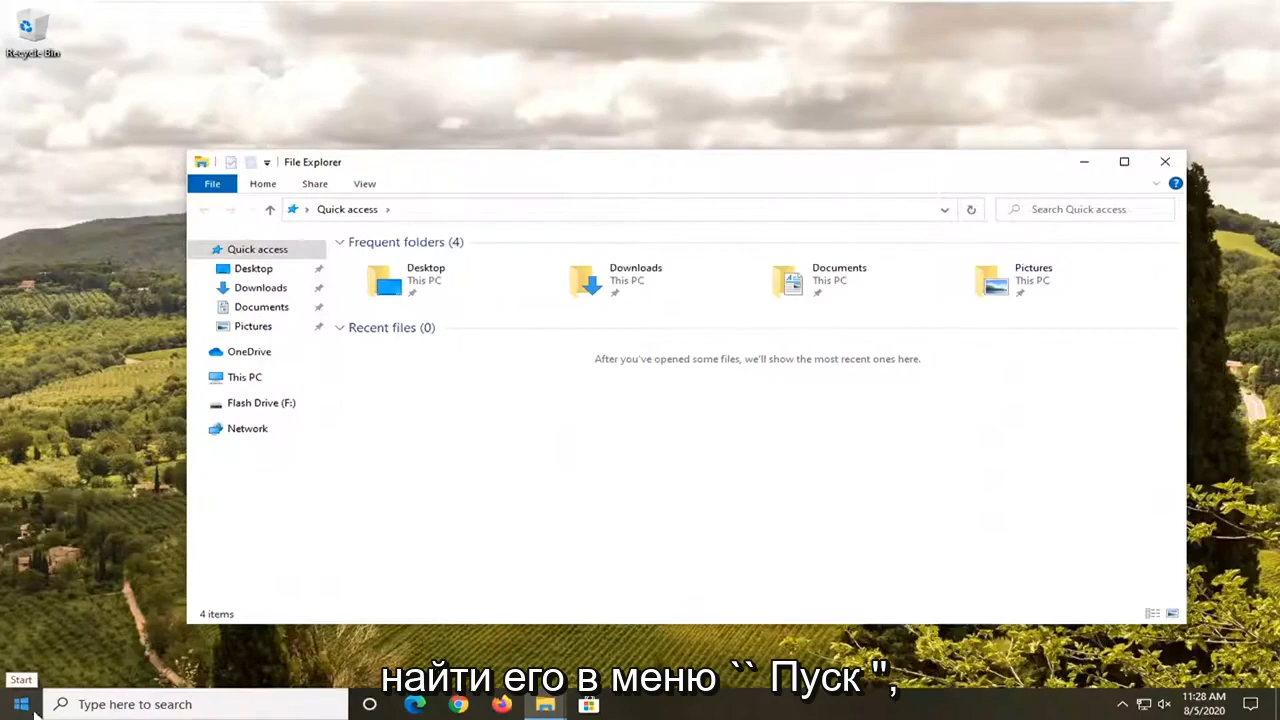 Recycle Bin
File Explorer
File Home Share View
Quick access
Search Quick access
Quick access
Desktop
Downloads
Documents
Pictures
OneDrive
This PC
Flash Drive (F:)
Network
Frequent folders (4)
Desktop
This PC
Downloads
This PC
Documents
This PC
Pictures
This PC
Recent files (0)
After you've opened some files, we'll show the most recent ones here.
4 items
найти его в меню `` Пуск ",
Start
Type here to search
11:28 AM
8/5/2020